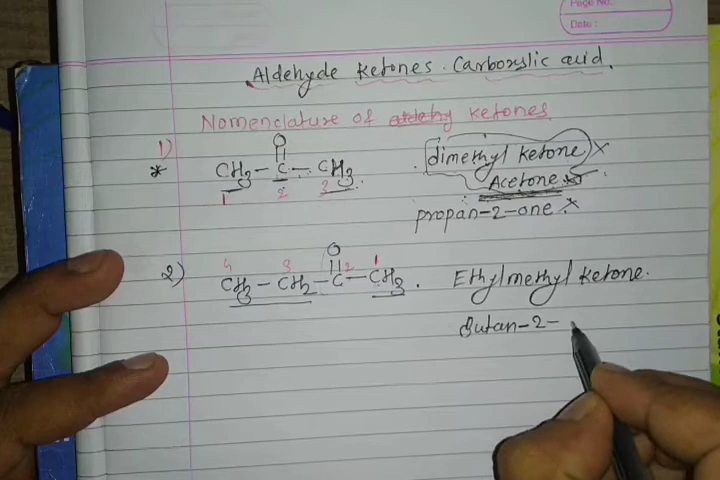 Page No.
Date :
Aldehyde Ketones Carboxylic acid.
Nomenclature of ketones
1)
* CH3 - C - CH3 . dimethyl ketone ×
O
1 2 3
Acetone
propan-2-one ×
2)
O
4 3 2 1
CH3 - CH2 - C - CH3 . Ethylmethyl ketone.
Butan-2-